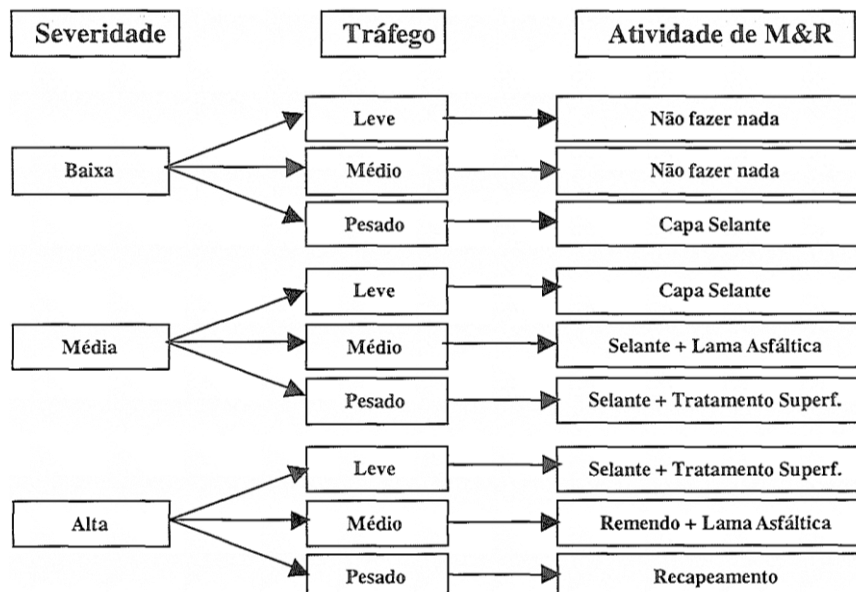 Severidade Tráfego Atividade de M&R
Leve Não fazer nada
Baixa Médio Não fazer nada
Pesado Capa Selante
Leve Capa Selante
Média Médio Selante + Lama Asfáltica
Pesado Selante + Tratamento Superf.
Leve Selante + Tratamento Superf.
Alta Médio Remendo + Lama Asfáltica
Pesado Recapeamento